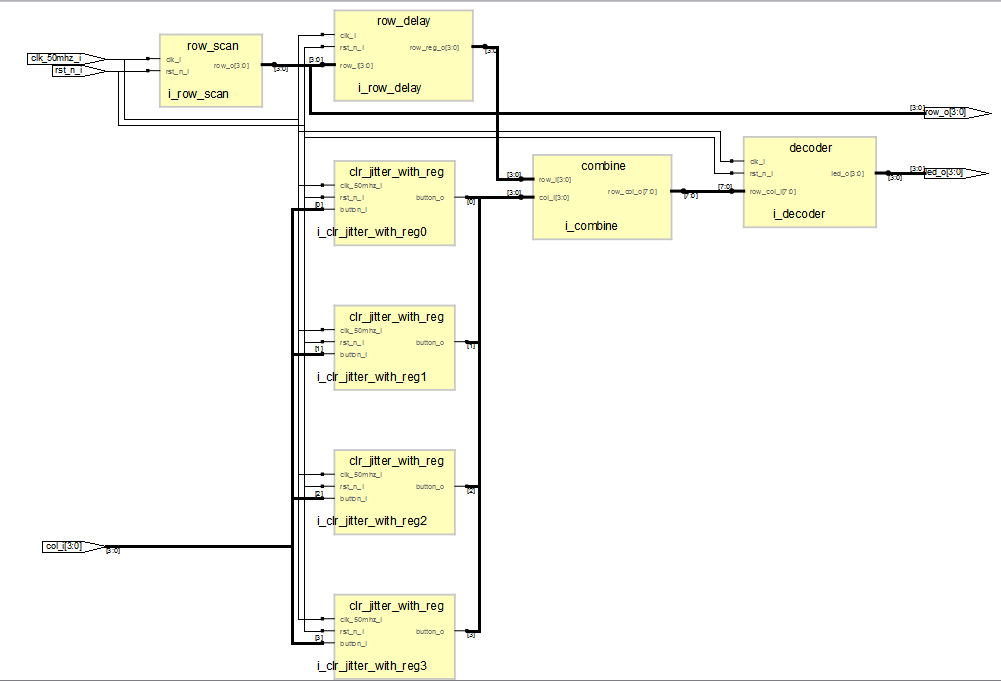 clk_50mhz_i
rst_n_i
row_scan
clk_i
rst_n_i
row_o[3:0]
i_row_scan
[3:0]
row_delay
clk_i
rst_n_i
row_i[3:0]
row_reg_o[3:0]
i_row_delay
[3:0]
[3:0]
[3:0]
row_o[3:0]
clr_jitter_with_reg
clk_50mhz_i
rst_n_i
button_i
button_o
i_clr_jitter_with_reg0
[0]
[0]
combine
row_i[3:0]
col_i[3:0]
row_col_o[7:0]
i_combine
[3:0]
[3:0]
[7:0]
decoder
clk_i
rst_n_i
row_col_i[7:0]
led_o[3:0]
i_decoder
[7:0]
[3:0]
[3:0]
led_o[3:0]
clr_jitter_with_reg
clk_50mhz_i
rst_n_i
button_i
button_o
i_clr_jitter_with_reg1
[1]
[1]
clr_jitter_with_reg
clk_50mhz_i
rst_n_i
button_i
button_o
i_clr_jitter_with_reg2
[2]
[2]
col_i[3:0]
[3:0]
clr_jitter_with_reg
clk_50mhz_i
rst_n_i
button_i
button_o
i_clr_jitter_with_reg3
[3]
[3]